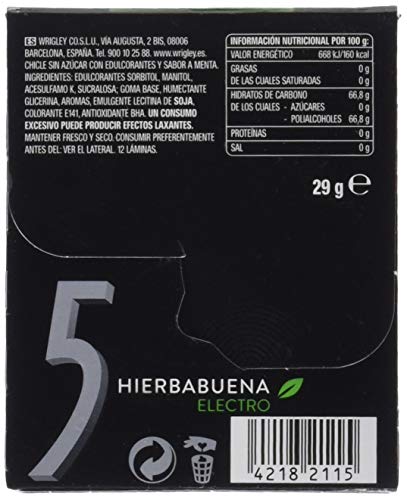 ES WRIGLEY CO.S.L.U., VÍA AUGUSTA, 2 BIS, 08006
BARCELONA, ESPAÑA. Tel. 900 10 25 88. www.wrigley.es.
CHICLE SIN AZÚCAR CON EDULCORANTES Y SABOR A MENTA.
INGREDIENTES: EDULCORANTES SORBITOL, MANITOL,
ACESULFAMO K, SUCRALOSA; GOMA BASE, HUMECTANTE
GLICERINA, AROMAS, EMULGENTE LECITINA DE SOJA,
COLORANTE E141, ANTIOXIDANTE BHA. UN CONSUMO
EXCESIVO PUEDE PRODUCIR EFECTOS LAXANTES.
MANTENER FRESCO Y SECO. CONSUMIR PREFERENTEMENTE
ANTES DEL: VER EL LATERAL. 12 LÁMINAS.
INFORMACIÓN NUTRICIONAL POR 100 g:
VALOR ENERGÉTICO 668 kJ/160 kcal
GRASAS 0 g
DE LAS CUALES SATURADAS 0 g
HIDRATOS DE CARBONO 66,8 g
DE LOS CUALES - AZÚCARES 0 g
- POLIALCOHOLES 66,8 g
PROTEÍNAS 0 g
SAL 0 g
29 g ℮
5
HIERBABUENA
ELECTRO
4218 2115